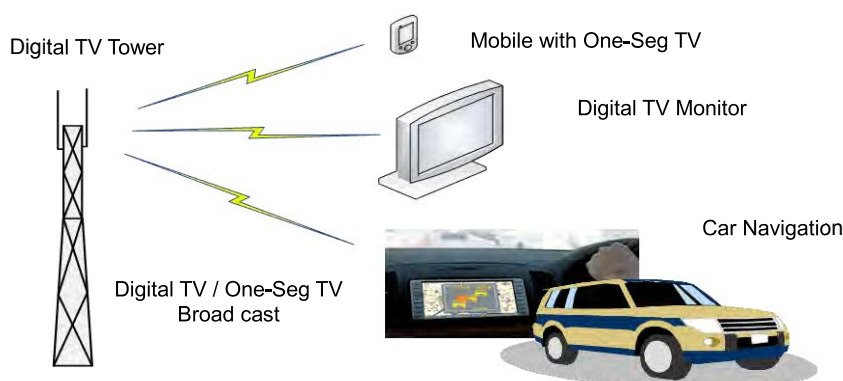 Digital TV Tower
Mobile with One-Seg TV
Digital TV Monitor
Car Navigation
Digital TV / One-Seg TV
Broad cast